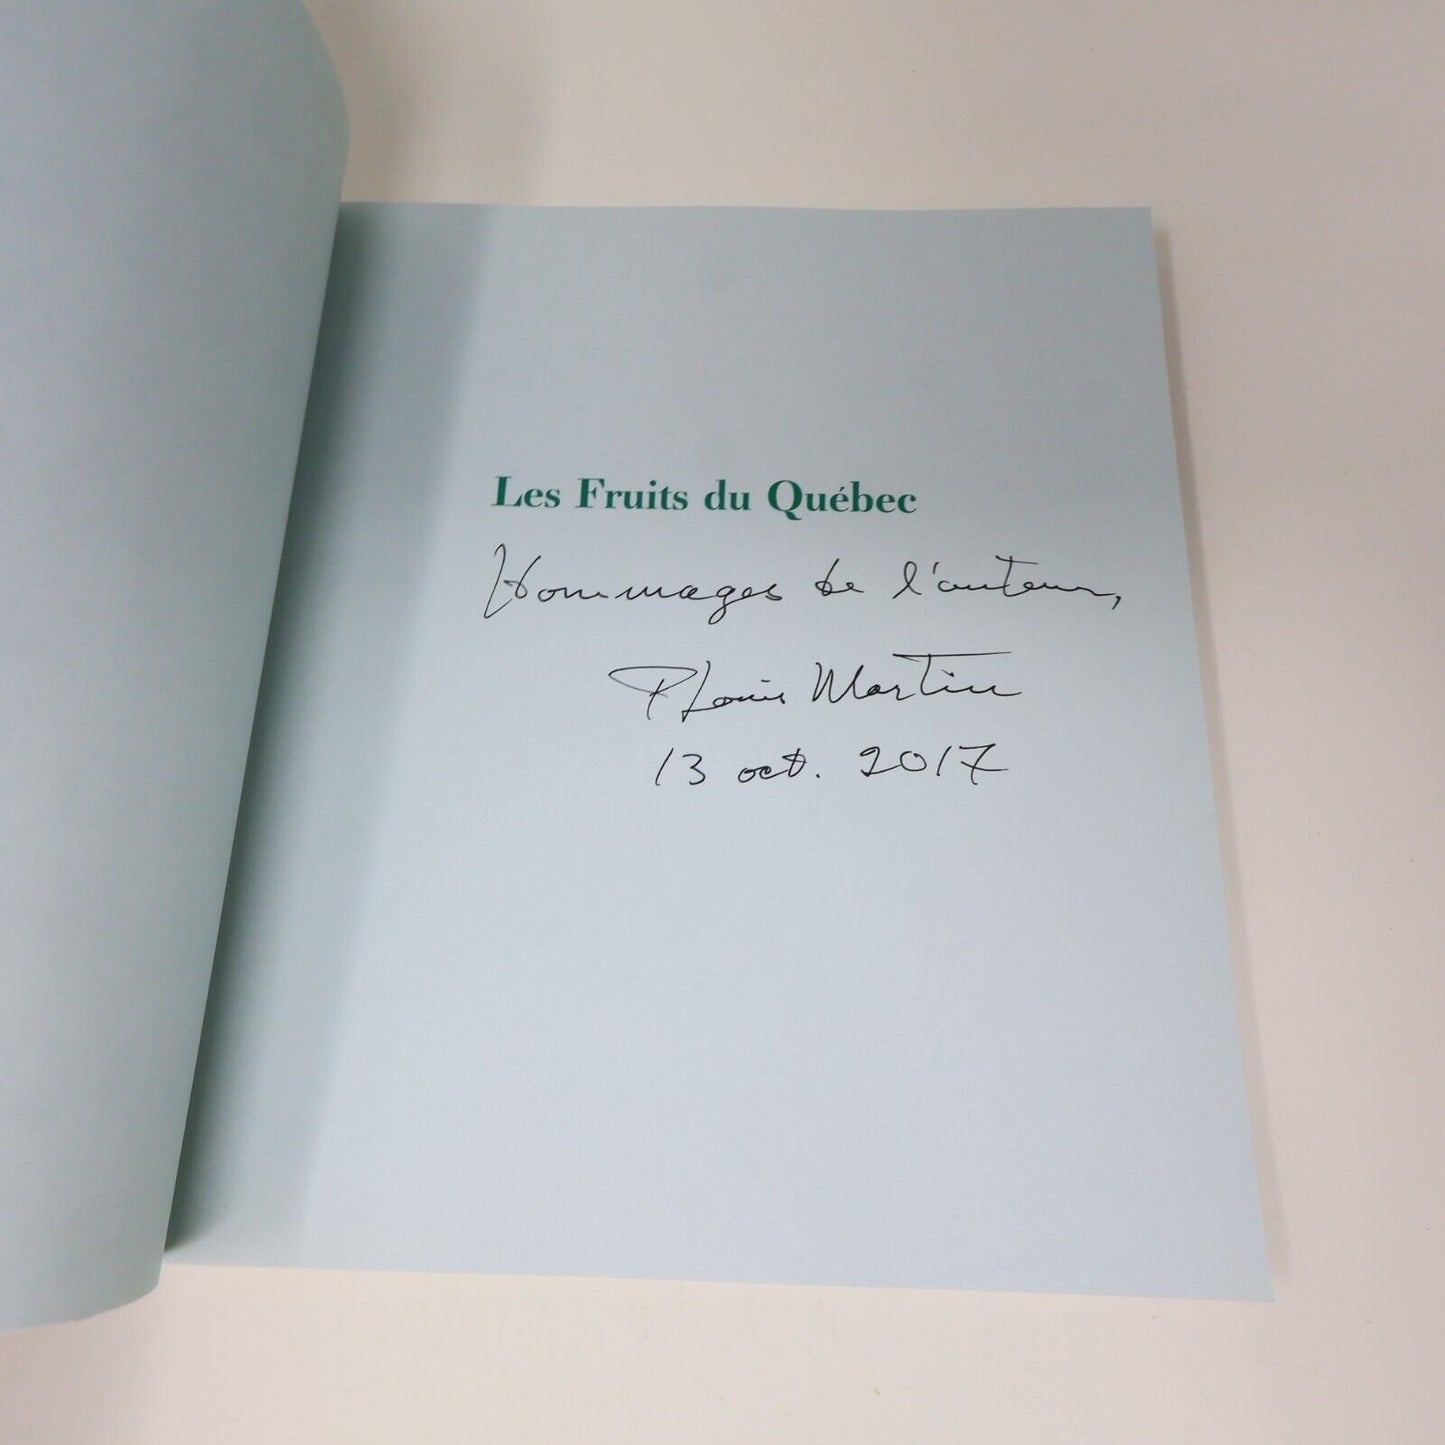 Les Fruits du Québec
Hommages de l'auteur,
P Louis Martin
13 oct. 2017